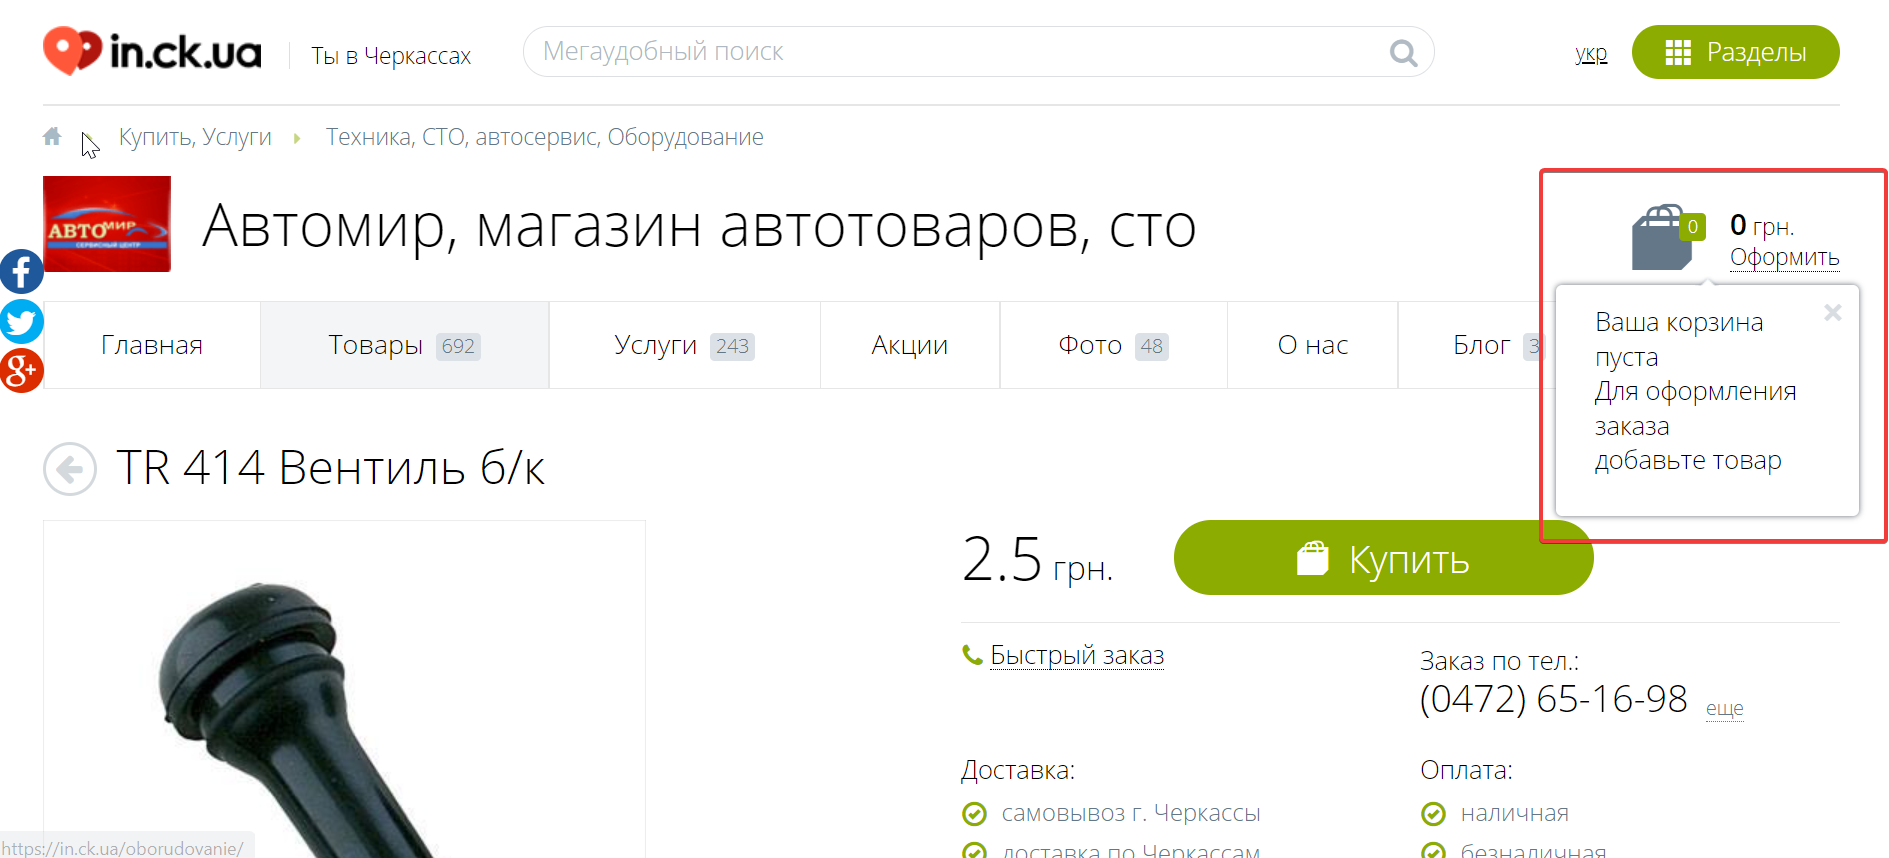 in.ck.ua
Ты в Черкассах
Мегаудобный поиск
укр
Разделы
Купить, Услуги
Техника, СТО, автосервис, Оборудование
АВТОМИР
СЕРВИСНЫЙ ЦЕНТР
Автомир, магазин автотоваров, сто
0
0 грн.
Оформить
Ваша корзина
пуста
Для оформления
заказа
добавьте товар
Главная
Товары 692
Услуги 243
Акции
Фото 48
О нас
Блог 3
TR 414 Вентиль б/к
2.5 грн.
Купить
Быстрый заказ
Заказ по тел.:
(0472) 65-16-98 еще
Доставка:
самовывоз г. Черкассы
доставка по Черкассам
Оплата:
наличная
безналичная
https://in.ck.ua/oborudovanie/